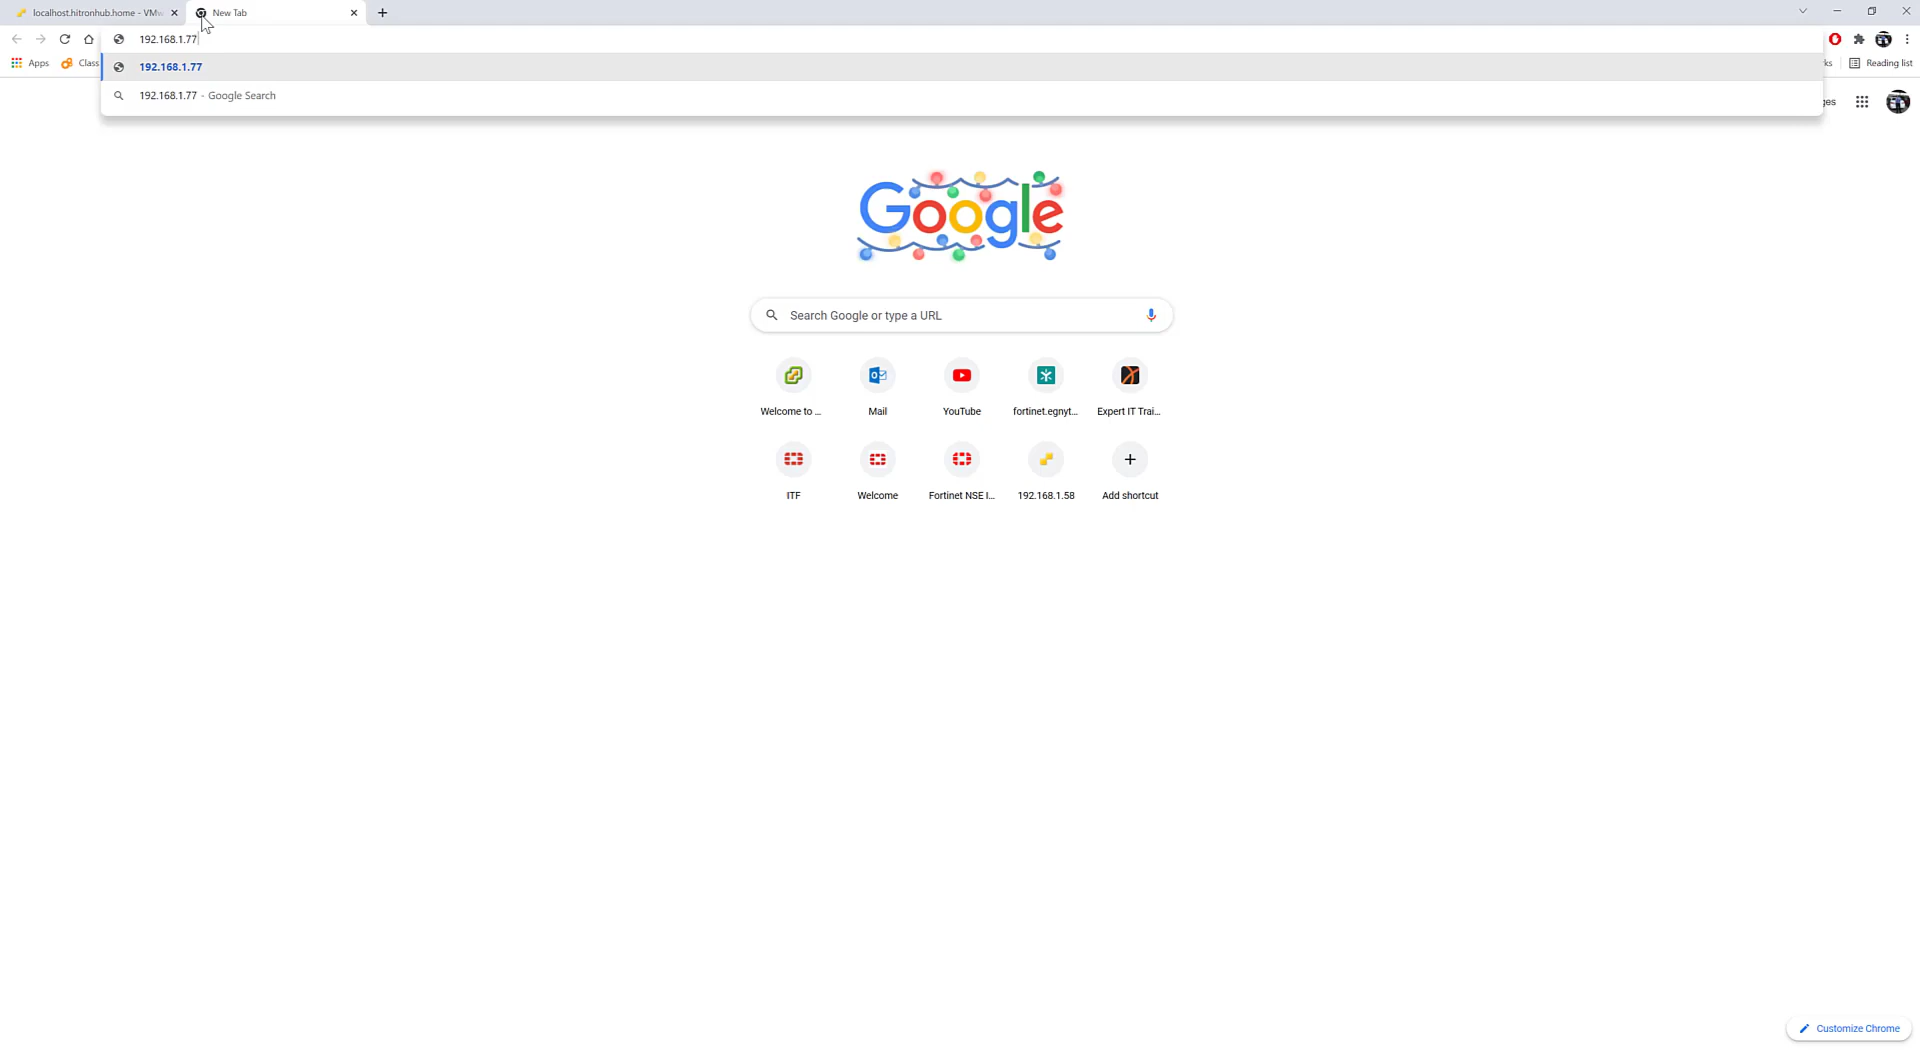 localhost.hitronhub.home - VMw
New Tab
192.168.1.77
Apps
Class
192.168.1.77
192.168.1.77 - Google Search
Reading list
Google
Search Google or type a URL
Welcome to ...
Mail
YouTube
fortinet.egnyt...
Expert IT Trai...
ITF
Welcome
Fortinet NSE I...
192.168.1.58
Add shortcut
Customize Chrome